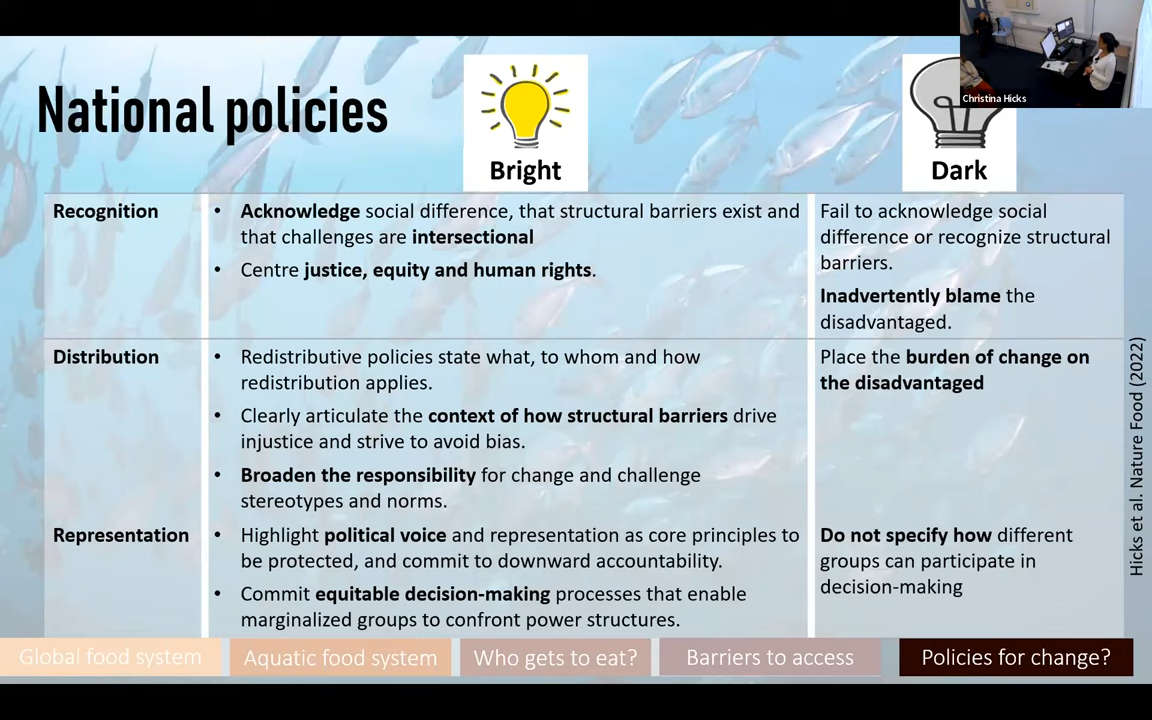 Christina Hicks
National policies
Bright
Dark
Recognition
• Acknowledge social difference, that structural barriers exist and
that challenges are intersectional
• Centre justice, equity and human rights.
Fail to acknowledge social
difference or recognize structural
barriers.
Inadvertently blame the
disadvantaged.
Distribution
• Redistributive policies state what, to whom and how
redistribution applies.
• Clearly articulate the context of how structural barriers drive
injustice and strive to avoid bias.
• Broaden the responsibility for change and challenge
stereotypes and norms.
Place the burden of change on
the disadvantaged
Representation
• Highlight political voice and representation as core principles to
be protected, and commit to downward accountability.
• Commit equitable decision-making processes that enable
marginalized groups to confront power structures.
Do not specify how different
groups can participate in
decision-making
Hicks et al. Nature Food (2022)
Global food system
Aquatic food system
Who gets to eat?
Barriers to access
Policies for change?